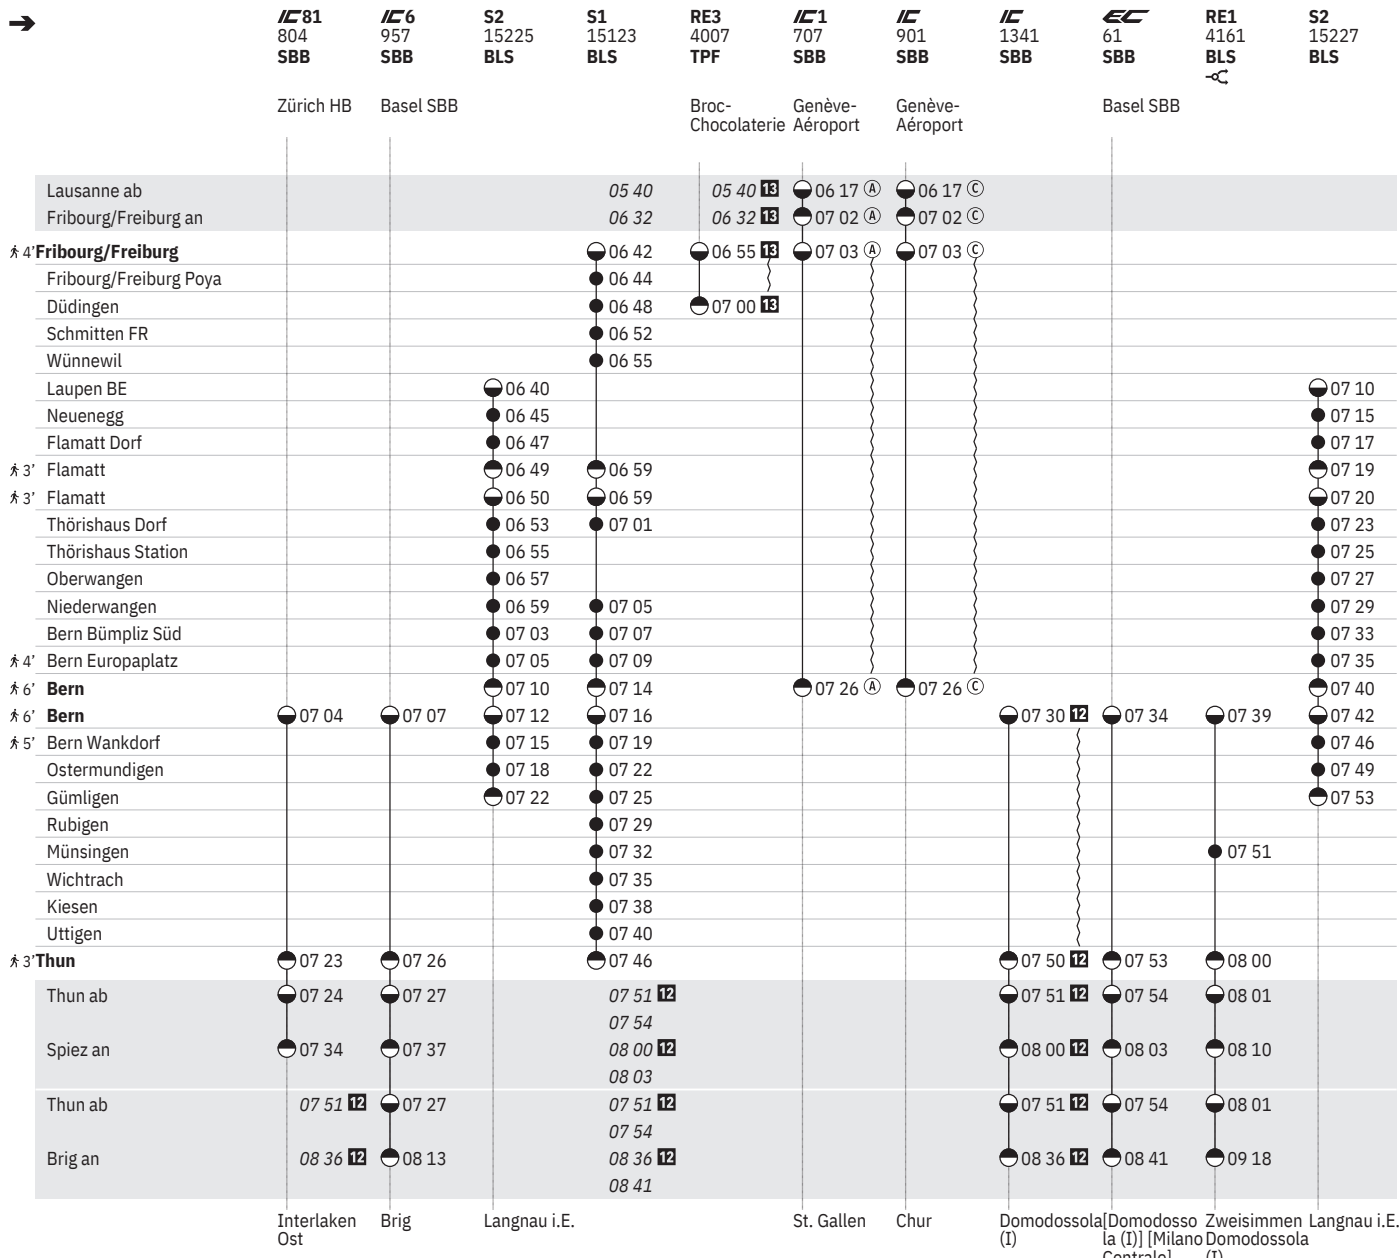 ➔ IC81 IC6 S2 S1 RE3 IC1 IC IC EC RE1 S2
804 957 15225 15123 4007 707 901 1341 61 4161 15227
SBB SBB BLS BLS TPF SBB SBB SBB SBB BLS BLS
Zürich HB Basel SBB Broc- Genève- Genève- Basel SBB
Chocolaterie Aéroport Aéroport
Lausanne ab 05 40 05 40 13 06 17 Ⓐ 06 17 Ⓒ
Fribourg/Freiburg an 06 32 06 32 13 07 02 Ⓐ 07 02 Ⓒ
4' Fribourg/Freiburg 06 42 06 55 13 07 03 Ⓐ 07 03 Ⓒ
Fribourg/Freiburg Poya 06 44
Düdingen 06 48 07 00 13
Schmitten FR 06 52
Wünnewil 06 55
Laupen BE 06 40 07 10
Neuenegg 06 45 07 15
Flamatt Dorf 06 47 07 17
3' Flamatt 06 49 06 59 07 19
3' Flamatt 06 50 06 59 07 20
Thörishaus Dorf 06 53 07 01 07 23
Thörishaus Station 06 55 07 25
Oberwangen 06 57 07 27
Niederwangen 06 59 07 05 07 29
Bern Bümpliz Süd 07 03 07 07 07 33
4' Bern Europaplatz 07 05 07 09 07 35
6' Bern 07 10 07 14 07 26 Ⓐ 07 26 Ⓒ 07 40
6' Bern 07 04 07 07 07 12 07 16 07 30 12 07 34 07 39 07 42
5' Bern Wankdorf 07 15 07 19 07 46
Ostermundigen 07 18 07 22 07 49
Gümligen 07 22 07 25 07 53
Rubigen 07 29
Münsingen 07 32 07 51
Wichtrach 07 35
Kiesen 07 38
Uttigen 07 40
3' Thun 07 23 07 26 07 46 07 50 12 07 53 08 00
Thun ab 07 24 07 27 07 51 12 07 51 12 07 54 08 01
07 54
Spiez an 07 34 07 37 08 00 12 08 00 12 08 03 08 10
08 03
Thun ab 07 51 12 07 27 07 51 12 07 51 12 07 54 08 01
07 54
Brig an 08 36 12 08 13 08 36 12 08 36 12 08 41 09 18
08 41
Interlaken Brig Langnau i.E. St. Gallen Chur Domodossola [Domodosso Zweisimmen Langnau i.E.
Ost (I) la (I)] [Milano Domodossola
Centrale] (I)